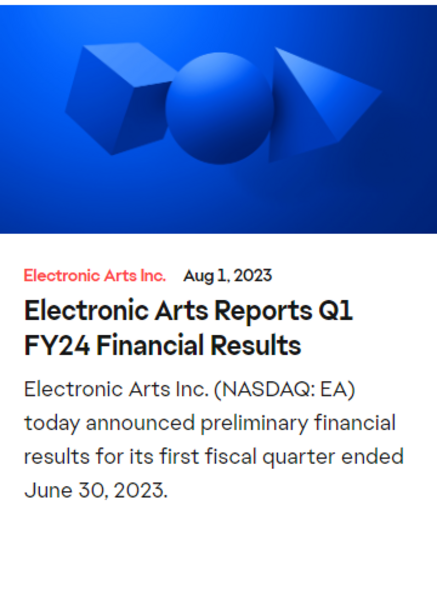 Electronic Arts Inc. Aug 1, 2023
Electronic Arts Reports Q1
FY24 Financial Results
Electronic Arts Inc. (NASDAQ: EA)
today announced preliminary financial
results for its first fiscal quarter ended
June 30, 2023.